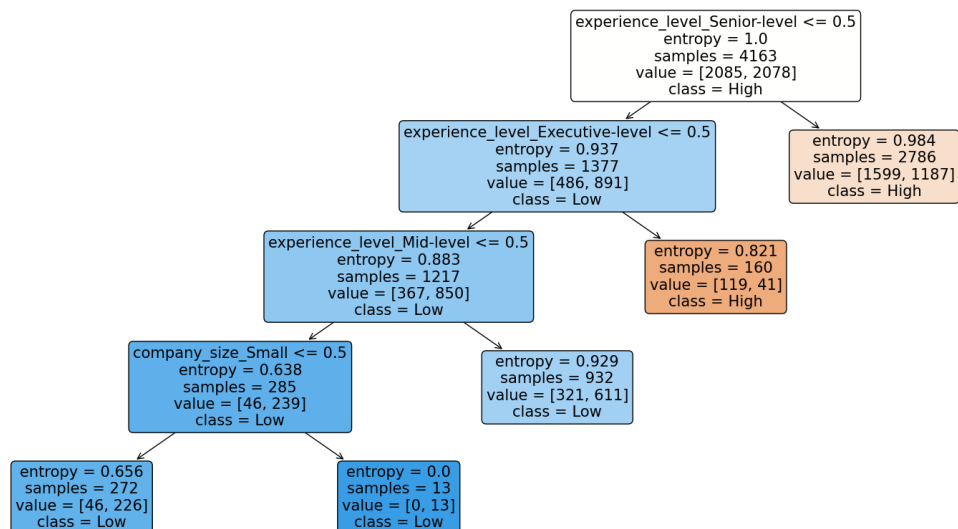 experience_level_Senior-level <= 0.5
entropy = 1.0
samples = 4163
value = [2085, 2078]
class = High
experience_level_Executive-level <= 0.5
entropy = 0.937
samples = 1377
value = [486, 891]
class = Low
entropy = 0.984
samples = 2786
value = [1599, 1187]
class = High
experience_level_Mid-level <= 0.5
entropy = 0.883
samples = 1217
value = [367, 850]
class = Low
entropy = 0.821
samples = 160
value = [119, 41]
class = High
company_size_Small <= 0.5
entropy = 0.638
samples = 285
value = [46, 239]
class = Low
entropy = 0.929
samples = 932
value = [321, 611]
class = Low
entropy = 0.656
samples = 272
value = [46, 226]
class = Low
entropy = 0.0
samples = 13
value = [0, 13]
class = Low